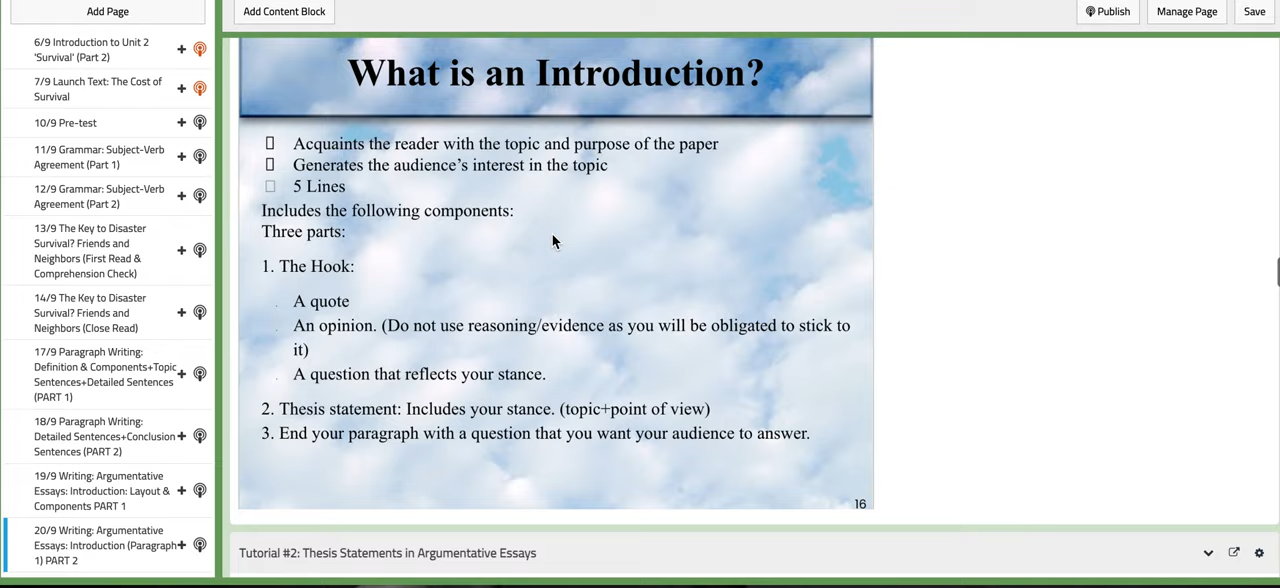 Add Page
Add Content Block
Publish
Manage Page
Save
6/9 Introduction to Unit 2
'Survival' (Part 2)
7/9 Launch Text: The Cost of
Survival
10/9 Pre-test
11/9 Grammar: Subject-Verb
Agreement (Part 1)
12/9 Grammar: Subject-Verb
Agreement (Part 2)
13/9 The Key to Disaster
Survival? Friends and
Neighbors (First Read &
Comprehension Check)
14/9 The Key to Disaster
Survival? Friends and
Neighbors (Close Read)
17/9 Paragraph Writing:
Definition & Components+Topic
Sentences+Detailed Sentences
(PART 1)
18/9 Paragraph Writing:
Detailed Sentences+Conclusion
Sentences (PART 2)
19/9 Writing: Argumentative
Essays: Introduction: Layout &
Components PART 1
20/9 Writing: Argumentative
Essays: Introduction (Paragraph
1) PART 2
What is an Introduction?
Acquaints the reader with the topic and purpose of the paper
Generates the audience's interest in the topic
5 Lines
Includes the following components:
Three parts:
1. The Hook:
A quote
An opinion. (Do not use reasoning/evidence as you will be obligated to stick to
it)
A question that reflects your stance.
2. Thesis statement: Includes your stance. (topic+point of view)
3. End your paragraph with a question that you want your audience to answer.
16
Tutorial #2: Thesis Statements in Argumentative Essays